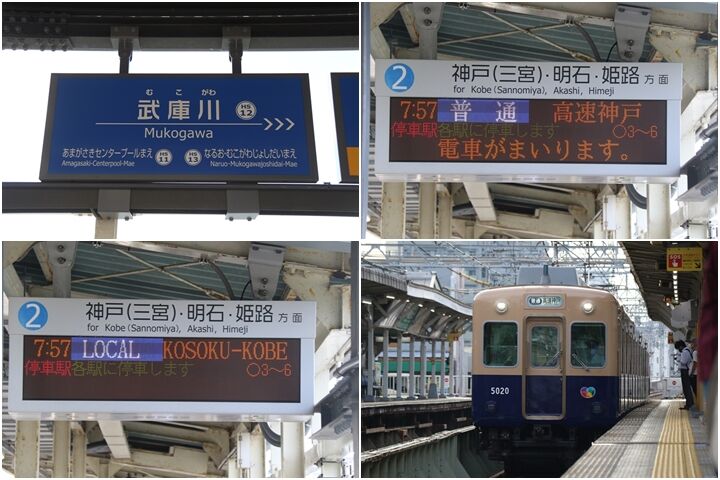 むこがわ
武庫川
HS
12
Mukogawa
あまがさきセンタープールまえ
Amagasaki-Centerpool-Mae
HS
11
HS
13
なるお・むこがわじょしだいまえ
Naruo-Mukogawajoshidai-Mae
2
神戸(三宮)・明石・姫路 方面
for Kobe (Sannomiya), Akashi, Himeji
7:57 普通 高速神戸
停車駅 各駅に停車します ○3~6
電車がまいります。
2
神戸(三宮)・明石・姫路 方面
for Kobe (Sannomiya), Akashi, Himeji
7:57 LOCAL KOSOKU-KOBE
停車駅 各駅に停車します ○3~6
5020
SOS